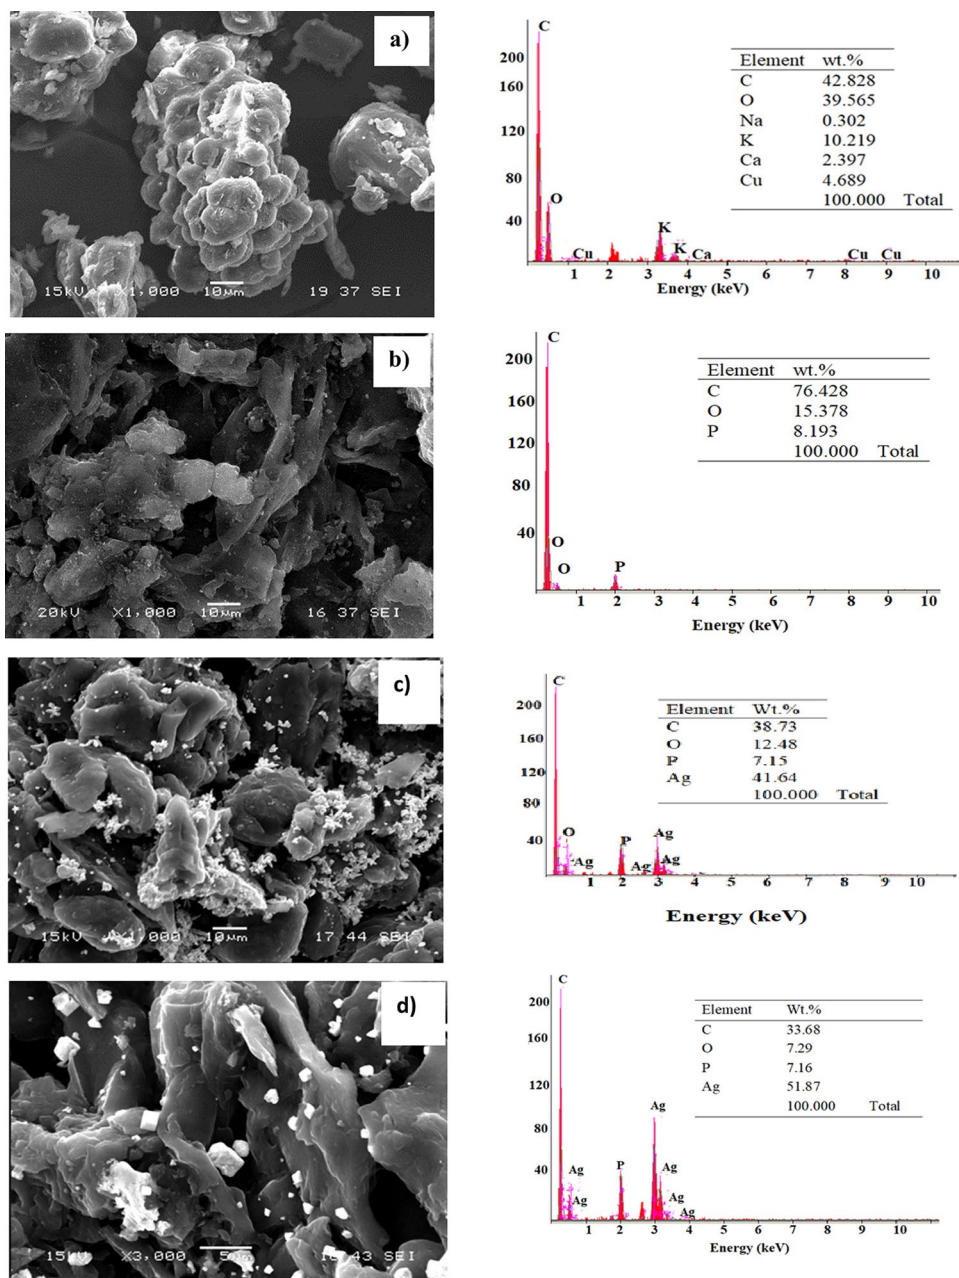 a)
15kV X1,000 10μm 19 37 SEI
C
200
160
120
80
40
O
Cu
K
K
Ca
Cu
Cu
1 2 3 4 5 6 7 8 9 10
Energy (keV)
Element wt.%
C 42.828
O 39.565
Na 0.302
K 10.219
Ca 2.397
Cu 4.689
100.000 Total
b)
20kV X1,000 10μm 16 37 SEI
C
200
160
120
80
40
O
O
P
1 2 3 4 5 6 7 8 9 10
Energy (keV)
Element wt.%
C 76.428
O 15.378
P 8.193
100.000 Total
c)
15kV X1,000 10μm 17 44 SEI
C
200
160
120
80
40
O
Ag
P
Ag
Ag
Ag
1 2 3 4 5 6 7 8 9 10
Energy (keV)
Element Wt.%
C 38.73
O 12.48
P 7.15
Ag 41.64
100.000 Total
d)
15kV X3,000 5μm 43 SEI
C
200
160
120
80
40
Ag
Ag
P
Ag
Ag
Ag
Ag
1 2 3 4 5 6 7 8 9 10
Energy (keV)
Element Wt.%
C 33.68
O 7.29
P 7.16
Ag 51.87
100.000 Total